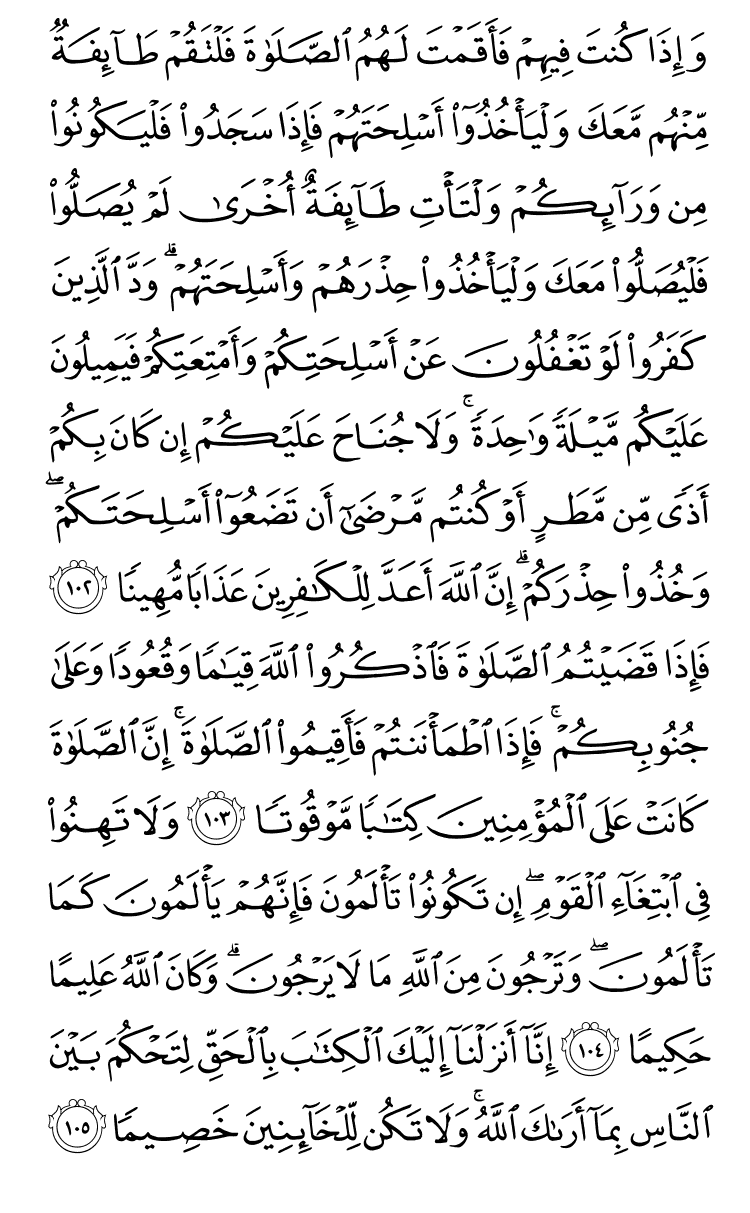 وَإِذَا كُنتَ فِيهِمْ فَأَقَمْتَ لَهُمُ ٱلصَّلَوٰةَ فَلْتَقُمْ طَآئِفَةٌ
مِّنْهُم مَّعَكَ وَلْيَأْخُذُوٓا۟ أَسْلِحَتَهُمْ فَإِذَا سَجَدُوا۟ فَلْيَكُونُوا۟
مِن وَرَآئِكُمْ وَلْتَأْتِ طَآئِفَةٌ أُخْرَىٰ لَمْ يُصَلُّوا۟
فَلْيُصَلُّوا۟ مَعَكَ وَلْيَأْخُذُوا۟ حِذْرَهُمْ وَأَسْلِحَتَهُمْ ۗ وَدَّ ٱلَّذِينَ
كَفَرُوا۟ لَوْ تَغْفُلُونَ عَنْ أَسْلِحَتِكُمْ وَأَمْتِعَتِكُمْ فَيَمِيلُونَ
عَلَيْكُم مَّيْلَةً وَٰحِدَةً ۚ وَلَا جُنَاحَ عَلَيْكُمْ إِن كَانَ بِكُمْ
أَذًى مِّن مَّطَرٍ أَوْ كُنتُم مَّرْضَىٰٓ أَن تَضَعُوٓا۟ أَسْلِحَتَكُمْ ۖ
وَخُذُوا۟ حِذْرَكُمْ ۗ إِنَّ ٱللَّهَ أَعَدَّ لِلْكَٰفِرِينَ عَذَابًا مُّهِينًا ١٠٢
فَإِذَا قَضَيْتُمُ ٱلصَّلَوٰةَ فَٱذْكُرُوا۟ ٱللَّهَ قِيَٰمًا وَقُعُودًا وَعَلَىٰ
جُنُوبِكُمْ ۚ فَإِذَا ٱطْمَأْنَنتُمْ فَأَقِيمُوا۟ ٱلصَّلَوٰةَ ۚ إِنَّ ٱلصَّلَوٰةَ
كَانَتْ عَلَى ٱلْمُؤْمِنِينَ كِتَٰبًا مَّوْقُوتًا ١٠٣ وَلَا تَهِنُوا۟
فِى ٱبْتِغَآءِ ٱلْقَوْمِ ۖ إِن تَكُونُوا۟ تَأْلَمُونَ فَإِنَّهُمْ يَأْلَمُونَ كَمَا
تَأْلَمُونَ ۖ وَتَرْجُونَ مِنَ ٱللَّهِ مَا لَا يَرْجُونَ ۗ وَكَانَ ٱللَّهُ عَلِيمًا
حَكِيمًا ١٠٤ إِنَّآ أَنزَلْنَآ إِلَيْكَ ٱلْكِتَٰبَ بِٱلْحَقِّ لِتَحْكُمَ بَيْنَ
ٱلنَّاسِ بِمَآ أَرَىٰكَ ٱللَّهُ ۚ وَلَا تَكُن لِّلْخَآئِنِينَ خَصِيمًا ١٠٥